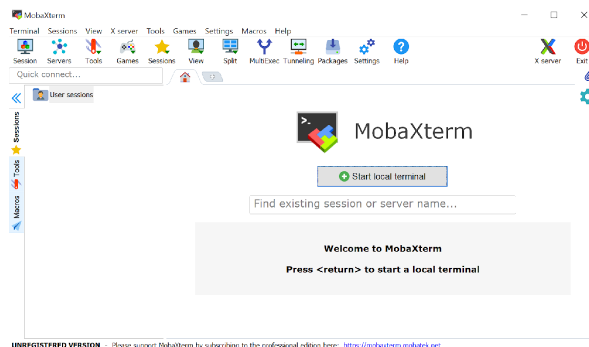 MobaXterm
Terminal Sessions View X server Tools Games Settings Macros Help
Session Servers Tools Games Sessions View Split MultiExec Tunneling Packages Settings Help X server Exit
Quick connect...
User sessions
Sessions
Tools
Macros
>_
MobaXterm
Start local terminal
Find existing session or server name...
Welcome to MobaXterm
Press <return> to start a local terminal
UNREGISTERED VERSION - Please support MobaXterm by subscribing to the professional edition here: https://mobaxterm.mobatek.net